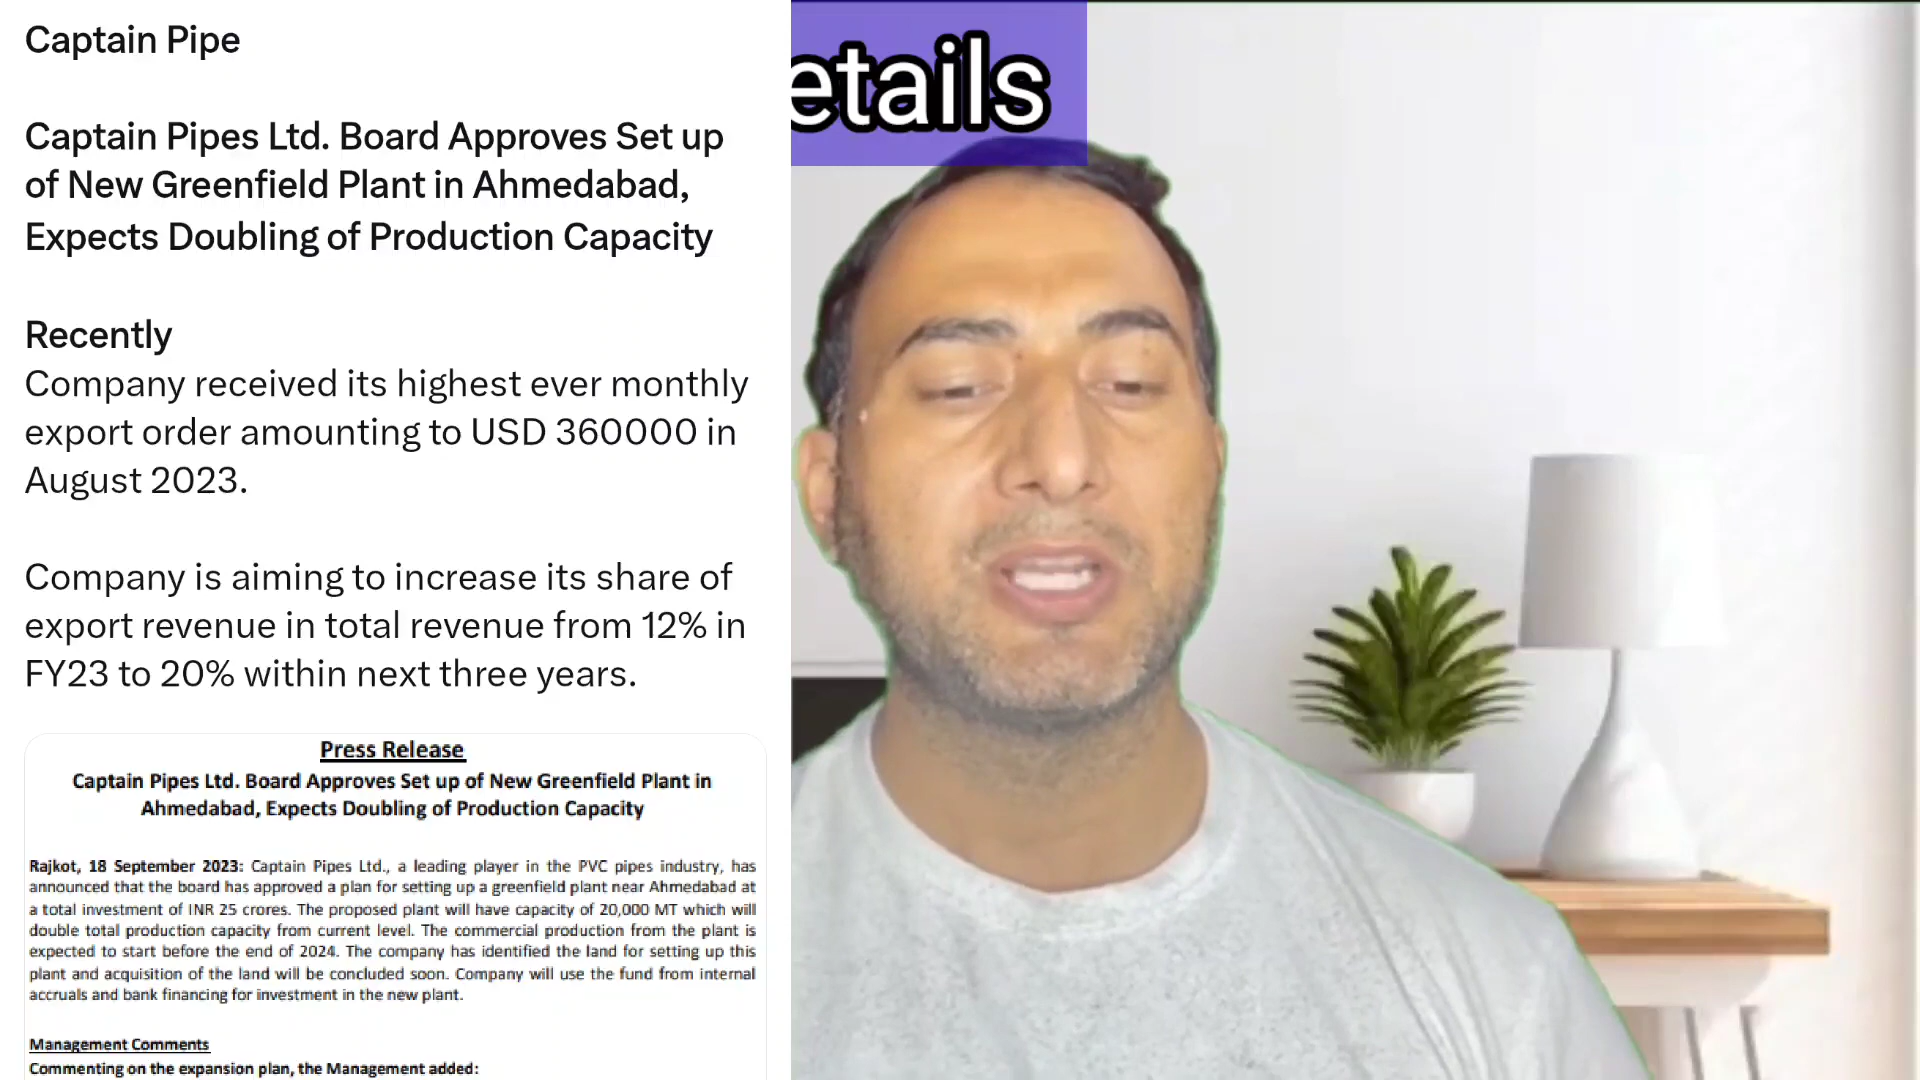 Captain Pipe
Captain Pipes Ltd. Board Approves Set up
of New Greenfield Plant in Ahmedabad,
Expects Doubling of Production Capacity
Recently
Company received its highest ever monthly
export order amounting to USD 360000 in
August 2023.
Company is aiming to increase its share of
export revenue in total revenue from 12% in
FY23 to 20% within next three years.
Press Release
Captain Pipes Ltd. Board Approves Set up of New Greenfield Plant in
Ahmedabad, Expects Doubling of Production Capacity
Rajkot, 18 September 2023: Captain Pipes Ltd., a leading player in the PVC pipes industry, has
announced that the board has approved a plan for setting up a greenfield plant near Ahmedabad at
a total investment of INR 25 crores. The proposed plant will have capacity of 20,000 MT which will
double total production capacity from current level. The commercial production from the plant is
expected to start before the end of 2024. The company has identified the land for setting up this
plant and acquisition of the land will be concluded soon. Company will use the fund from internal
accruals and bank financing for investment in the new plant.
Management Comments
Commenting on the expansion plan, the Management added:
etails